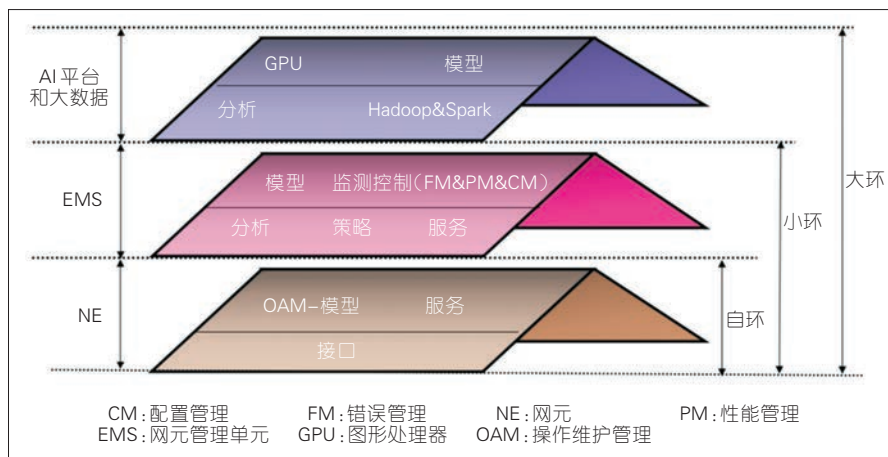 AI平台
和大数据
GPU 模型
分析 Hadoop&Spark
EMS
模型 监测控制(FM&PM&CM)
分析 策略 服务
NE
OAM-模型 服务
接口
自环
小环
大环
CM:配置管理 FM:错误管理 NE:网元 PM:性能管理
EMS:网元管理单元 GPU:图形处理器 OAM:操作维护管理